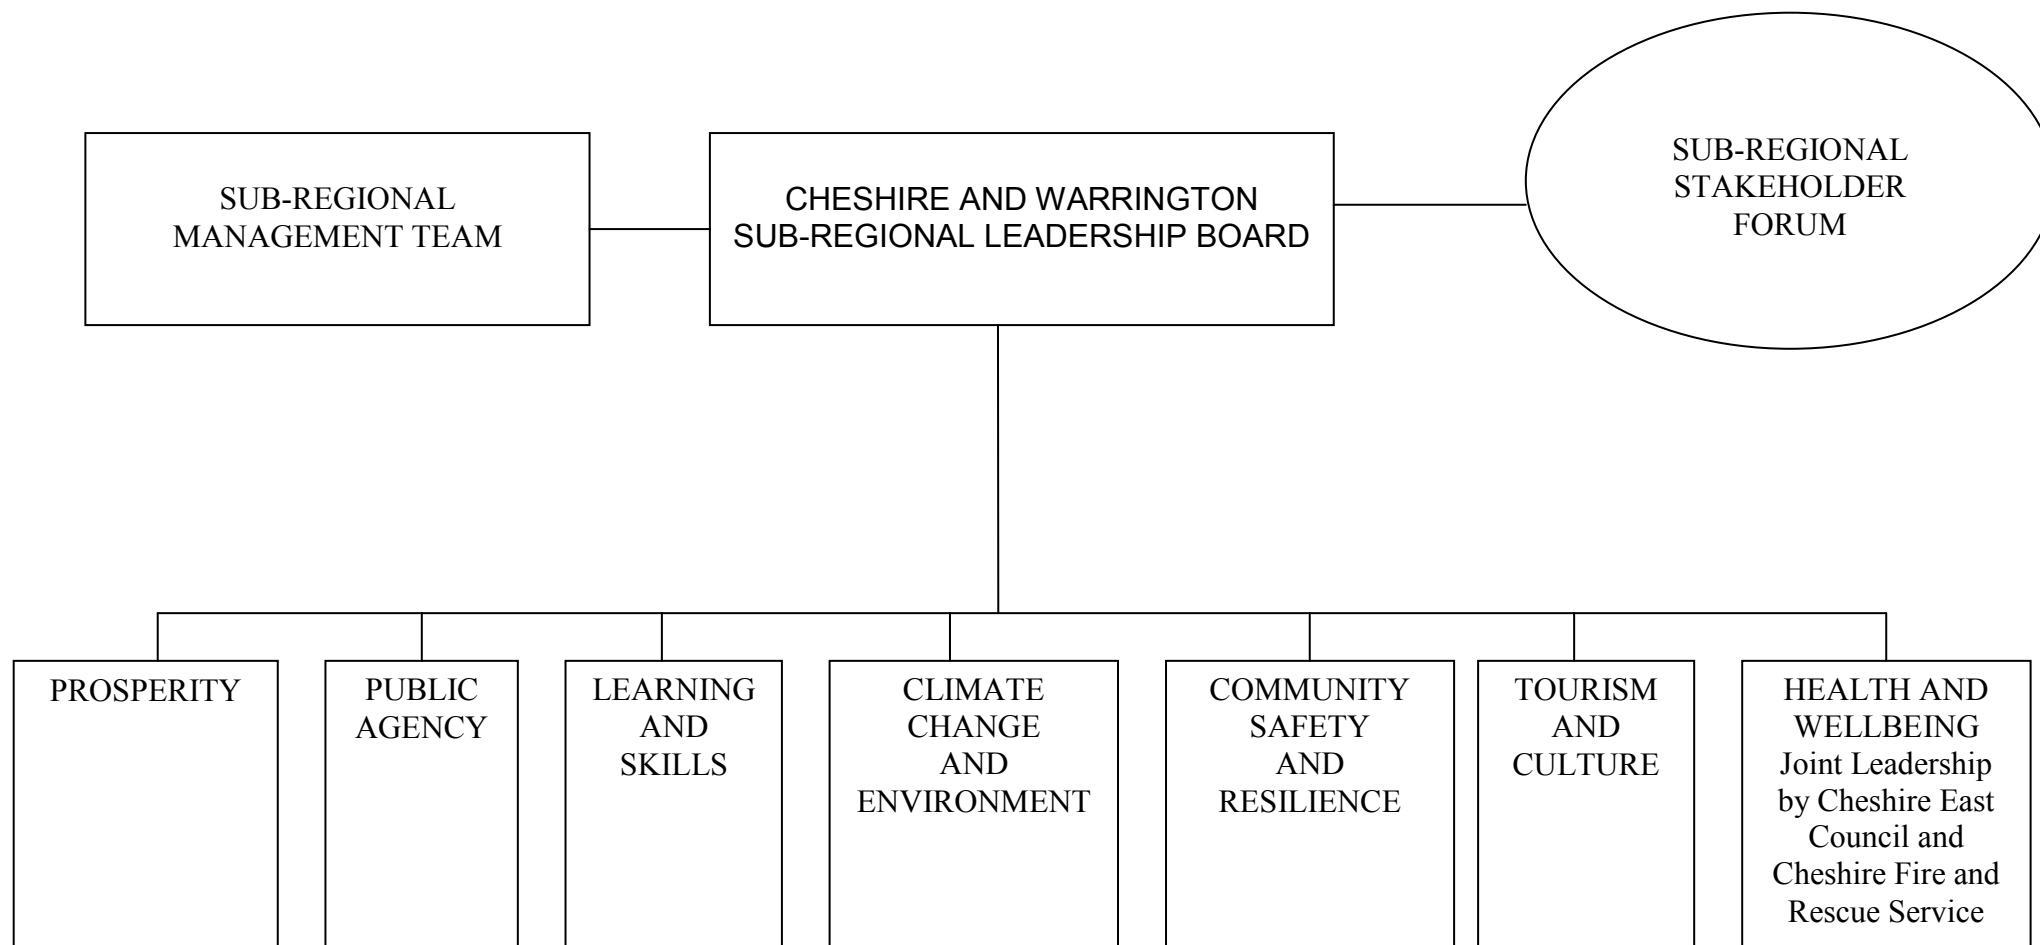 SUB-REGIONAL
MANAGEMENT TEAM
CHESHIRE AND WARRINGTON
SUB-REGIONAL LEADERSHIP BOARD
SUB-REGIONAL
STAKEHOLDER
FORUM
PROSPERITY
PUBLIC
AGENCY
LEARNING
AND
SKILLS
CLIMATE
CHANGE
AND
ENVIRONMENT
COMMUNITY
SAFETY
AND
RESILIENCE
TOURISM
AND
CULTURE
HEALTH AND
WELLBEING
Joint Leadership
by Cheshire East
Council and
Cheshire Fire and
Rescue Service